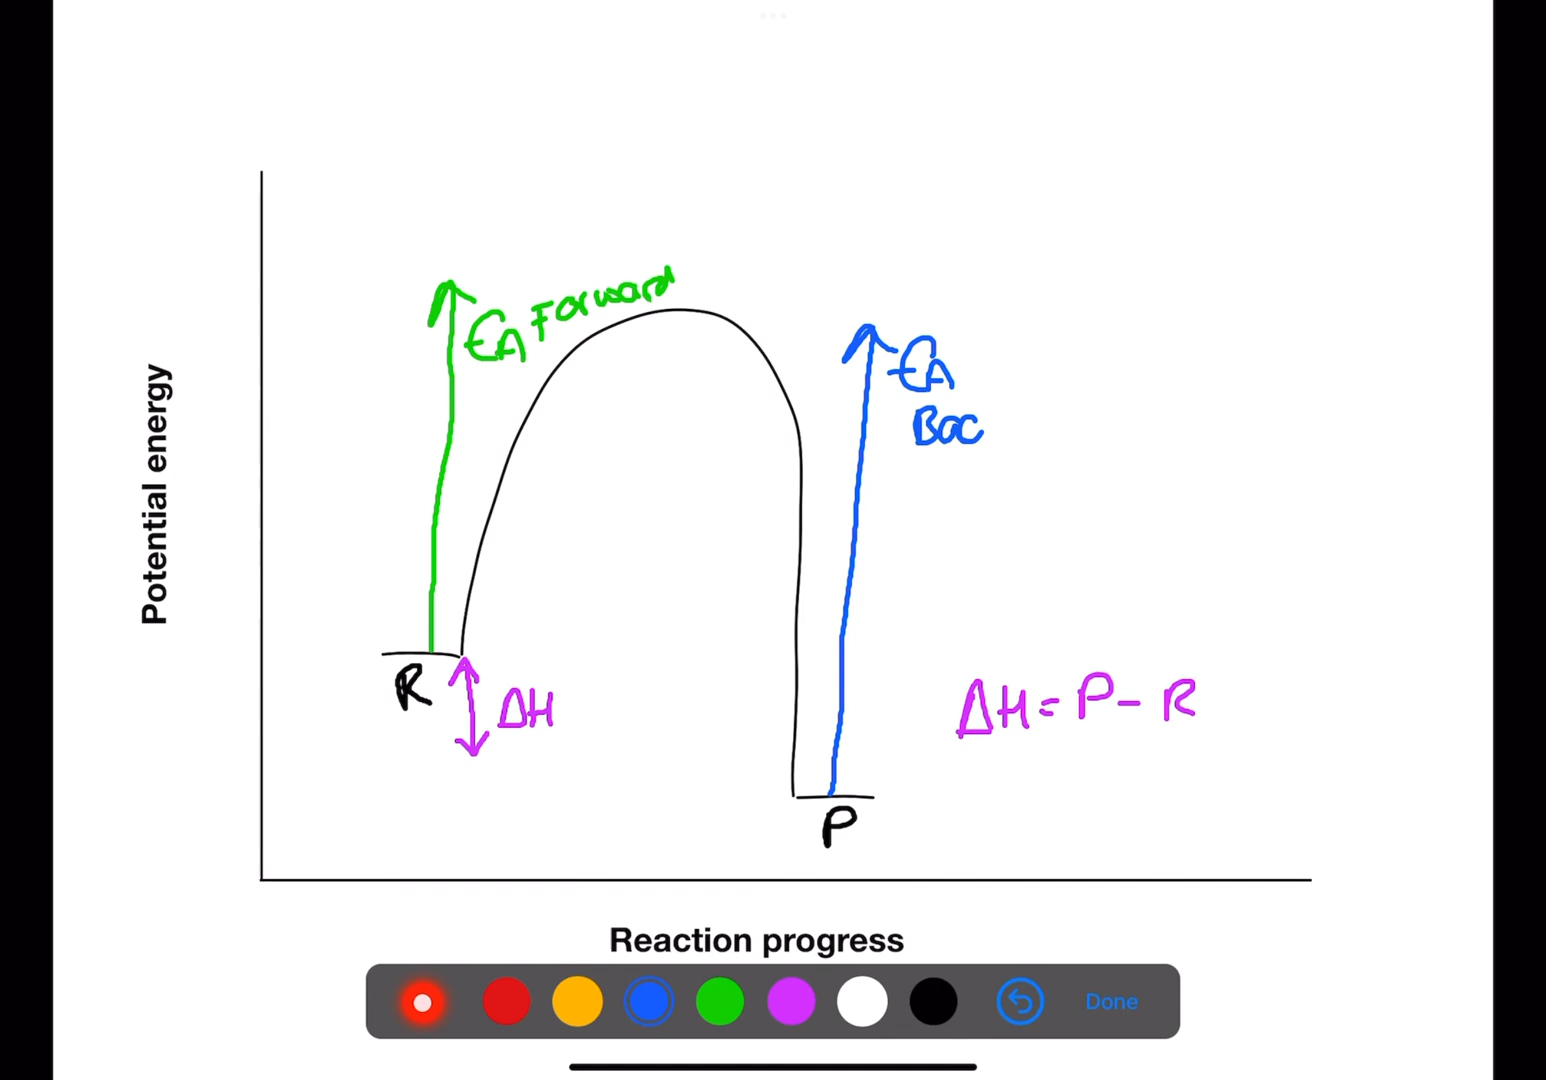 EA Forward
EA
Bac
Potential energy
R
ΔH
ΔH = P - R
P
Reaction progress
Done